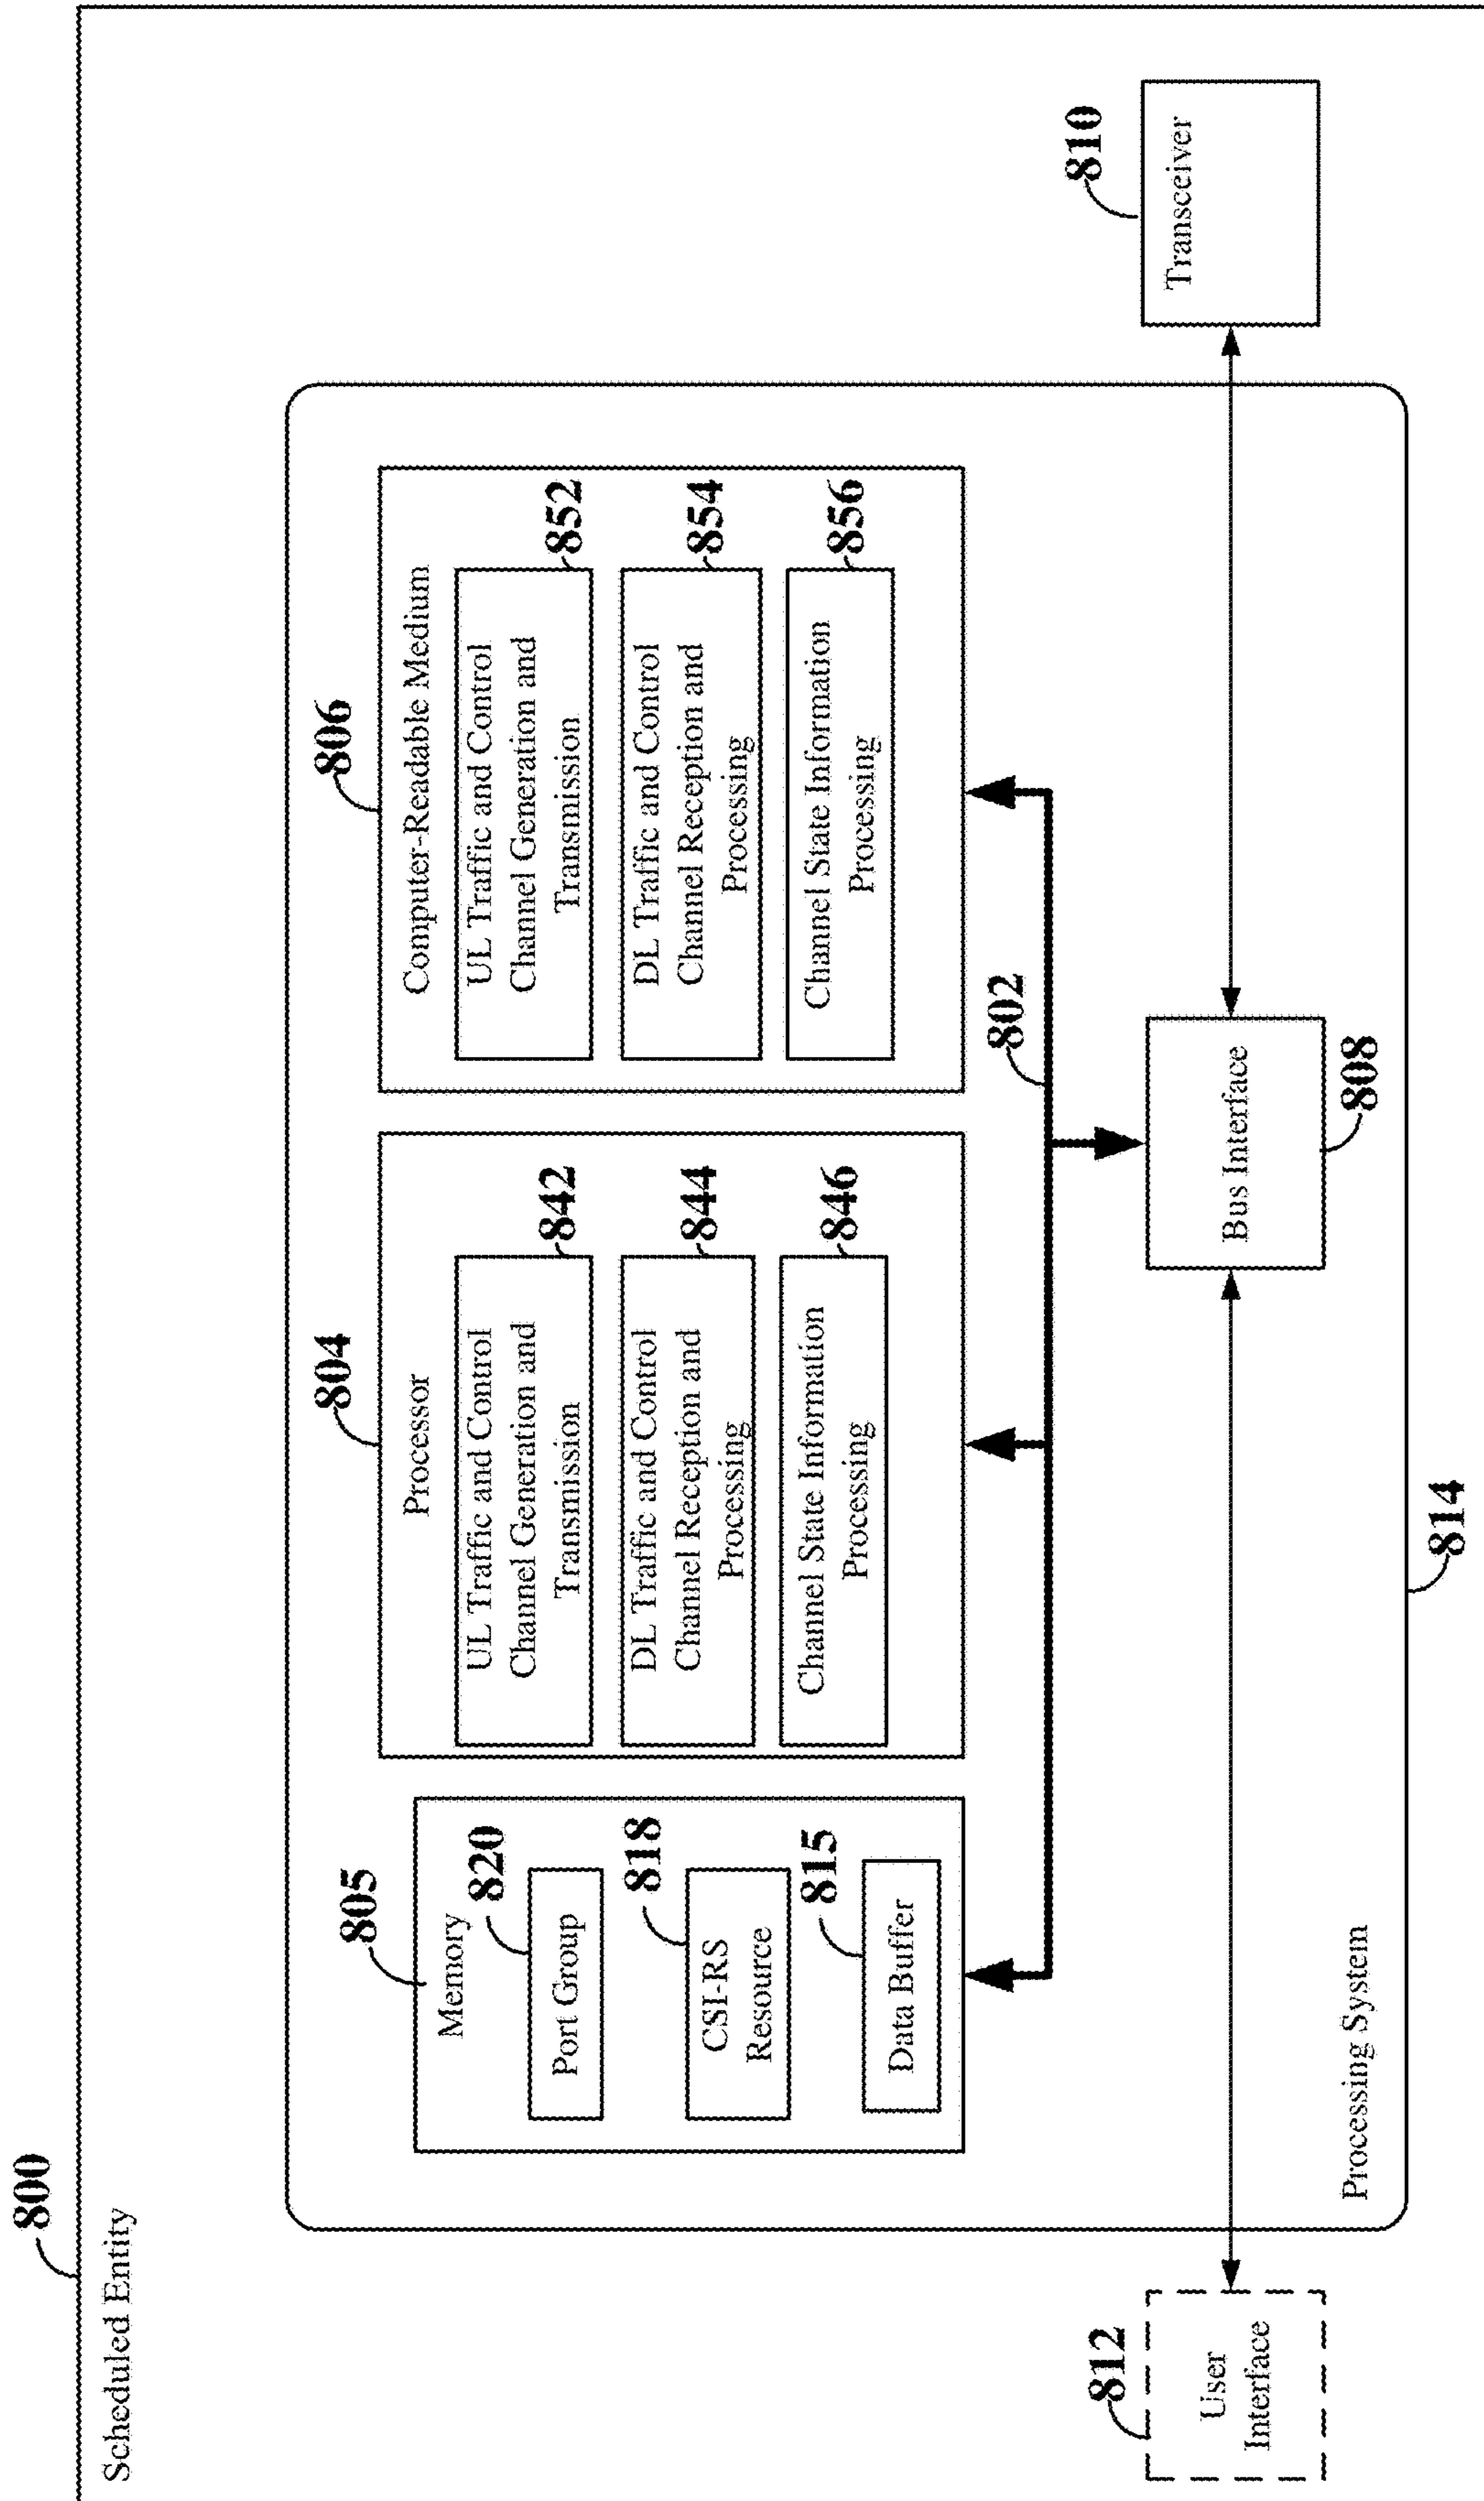 800
Scheduled Entity
805
Memory
820
Port Group
818
CSI-RS
Resource
815
Data Buffer
804
Processor
842
UL Traffic and Control
Channel Generation and
Transmission
844
DL Traffic and Control
Channel Reception and
Processing
846
Channel State Information
Processing
806
Computer-Readable Medium
852
UL Traffic and Control
Channel Generation and
Transmission
854
DL Traffic and Control
Channel Reception and
Processing
856
Channel State Information
Processing
802
812
User
Interface
Bus Interface
808
810
Transceiver
Processing System
814